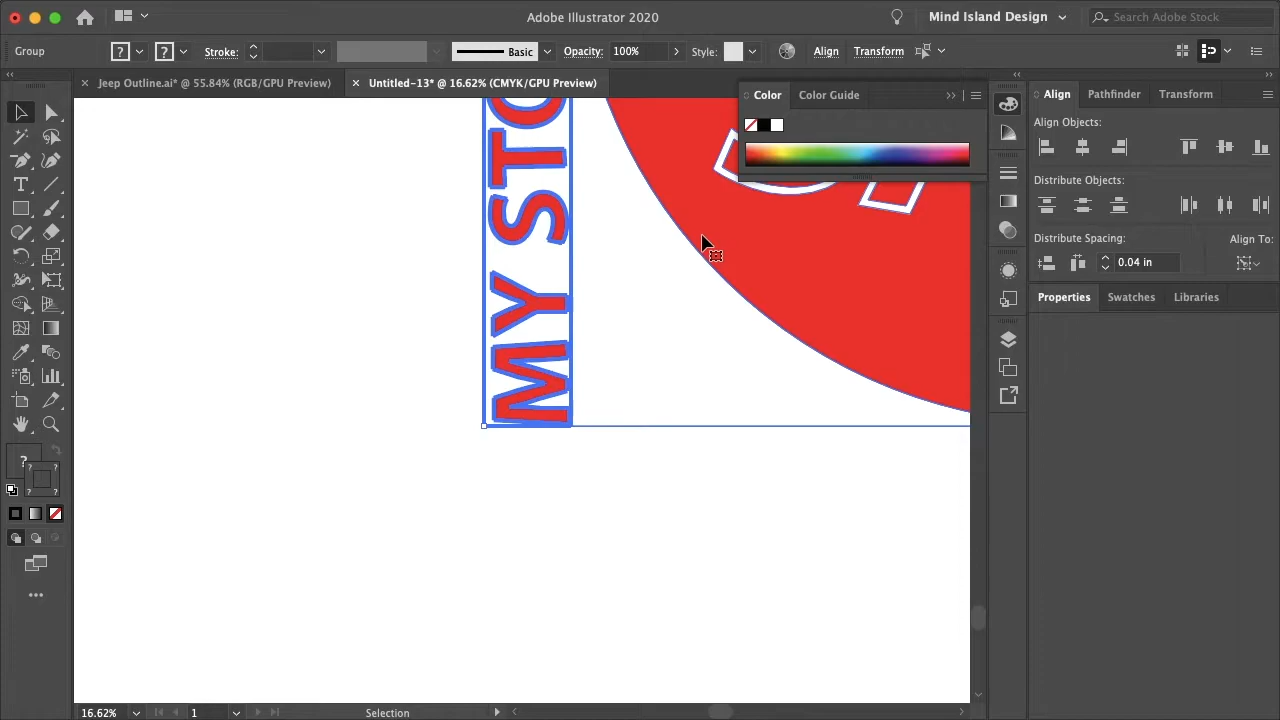 Adobe Illustrator 2020
Mind Island Design
Search Adobe Stock
Group
?
?
Stroke:
Basic
Opacity:
100%
Style:
Align
Transform
Jeep Outline.ai* @ 55.84% (RGB/GPU Preview)
Untitled-13* @ 16.62% (CMYK/GPU Preview)
Color
Color Guide
Align
Pathfinder
Transform
Align Objects:
Distribute Objects:
Distribute Spacing:
Align To:
0.04 in
Properties
Swatches
Libraries
MY STO
?
? ?
? ?
16.62%
1
Selection